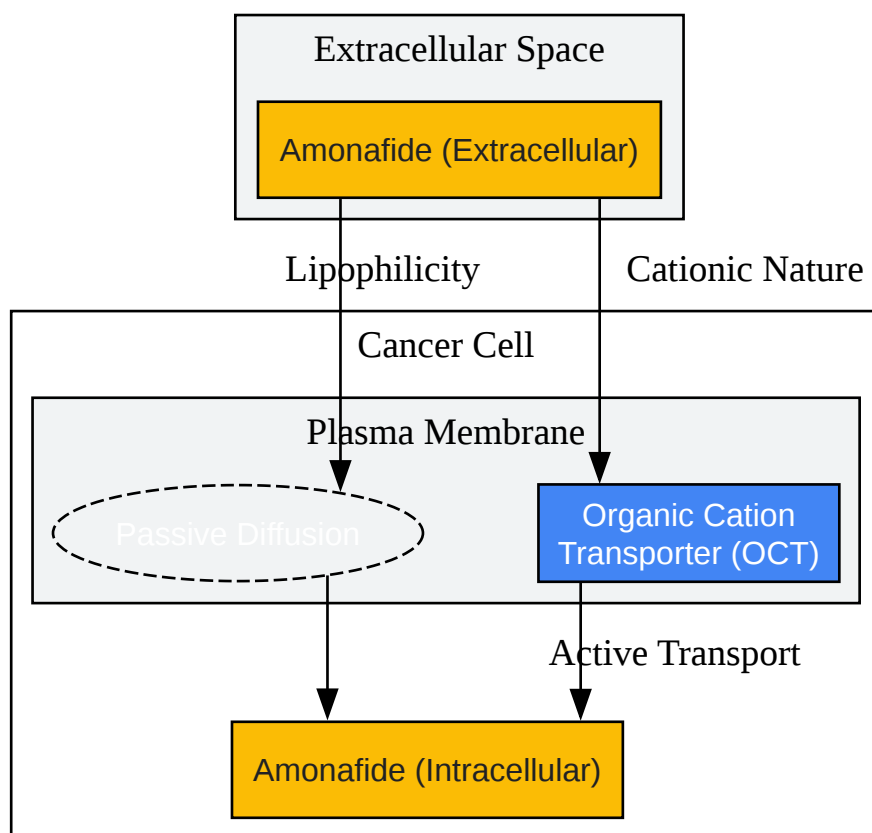 Extracellular Space
Amonafide (Extracellular)
Lipophilicity
Cationic Nature
Cancer Cell
Plasma Membrane
Passive Diffusion
Organic Cation
Transporter (OCT)
Active Transport
Amonafide (Intracellular)